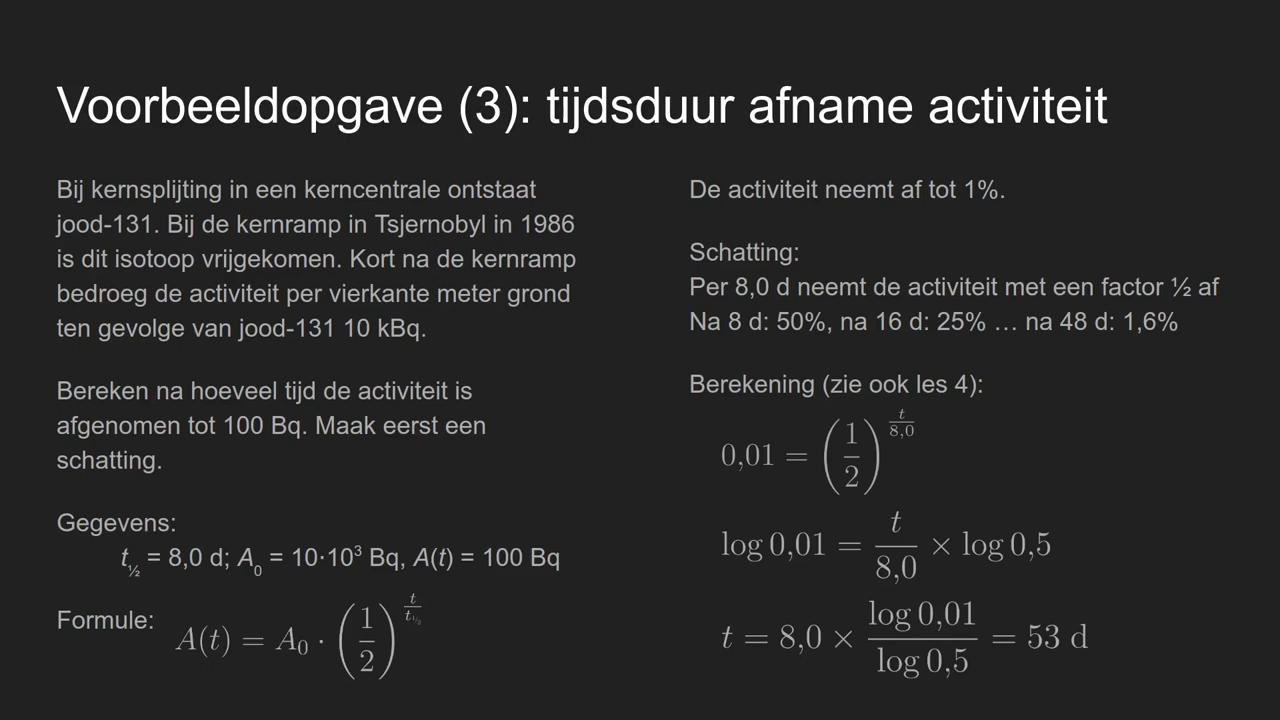 Voorbeeldopgave (3): tijdsduur afname activiteit
Bij kernsplijting in een kerncentrale ontstaat
jood-131. Bij de kernramp in Tsjernobyl in 1986
is dit isotoop vrijgekomen. Kort na de kernramp
bedroeg de activiteit per vierkante meter grond
ten gevolge van jood-131 10 kBq.
Bereken na hoeveel tijd de activiteit is
afgenomen tot 100 Bq. Maak eerst een
schatting.
Gegevens:
t½ = 8,0 d; A₀ = 10·10³ Bq, A(t) = 100 Bq
Formule: A(t) = A₀ · (1/2)^(t/t½)
De activiteit neemt af tot 1%.
Schatting:
Per 8,0 d neemt de activiteit met een factor ½ af
Na 8 d: 50%, na 16 d: 25% … na 48 d: 1,6%
Berekening (zie ook les 4):
0,01 = (1/2)^(t/8,0)
log 0,01 = t/8,0 × log 0,5
t = 8,0 × log 0,01/log 0,5 = 53 d